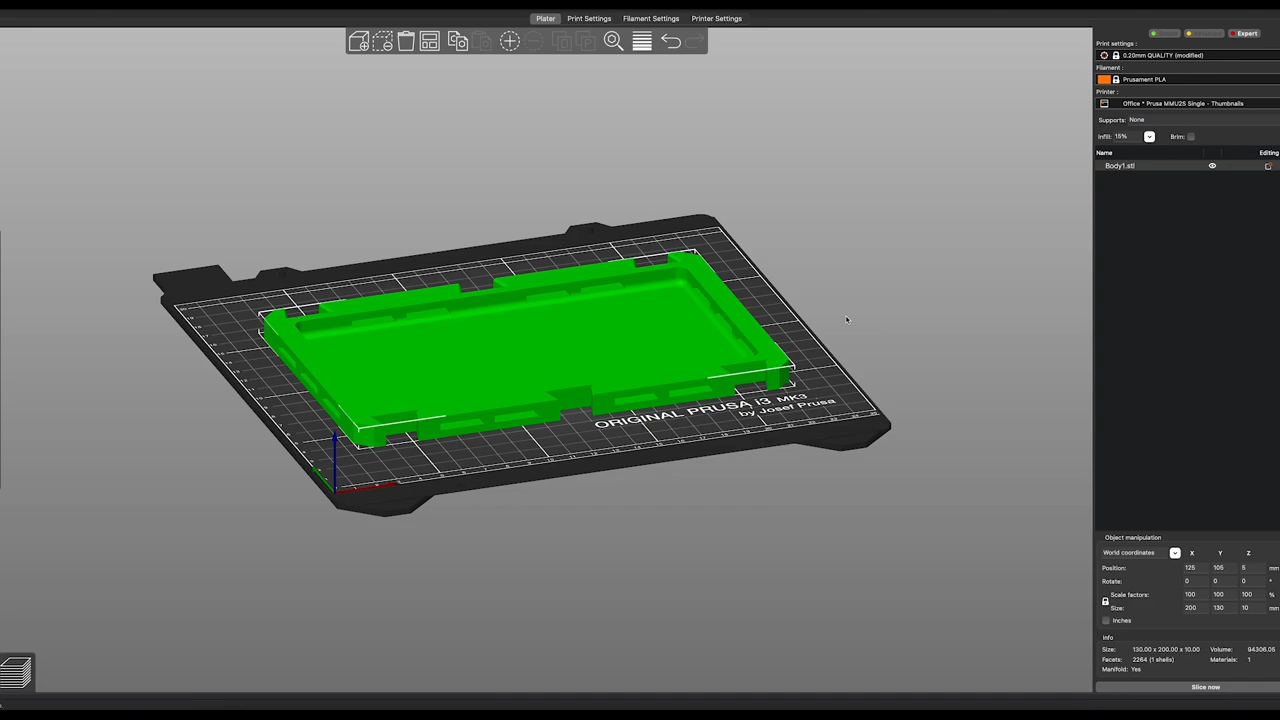 Plater Print Settings Filament Settings Printer Settings
Expert
Print settings :
0.20mm QUALITY (modified)
Filament :
Prusament PLA
Printer :
Office * Prusa MMU2S Single - Thumbnails
Supports: None
Infill: 15% Brim:
Name Editing
Body1.stl
ORIGINAL PRUSA i3 MK3
by Josef Prusa
Object manipulation
World coordinates X Y Z
Position: 125 105 5 mm
Rotate: 0 0 0 °
Scale factors: 100 100 100 %
Size: 200 130 10 mm
Inches
Info
Size: 130.00 x 200.00 x 10.00 Volume: 94306.05
Facets: 2264 (1 shells) Materials: 1
Manifold: Yes
Slice now